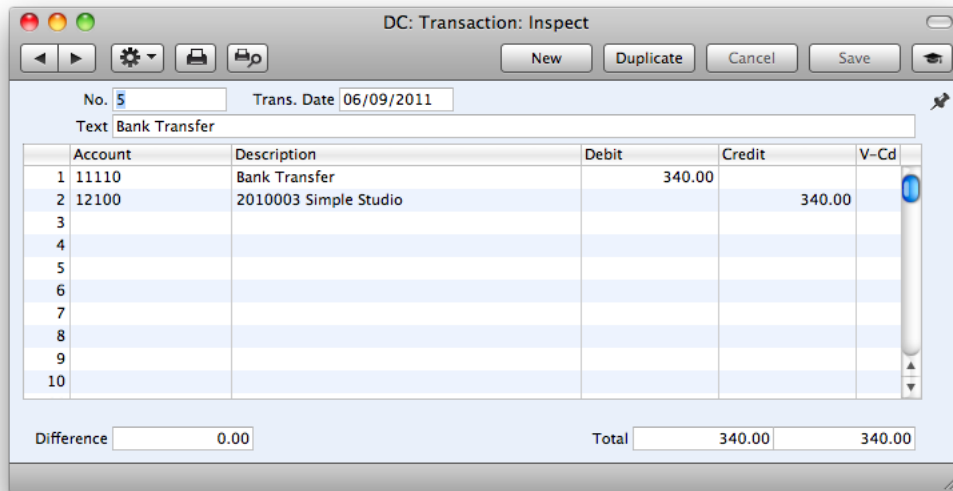 DC: Transaction: Inspect
New Duplicate Cancel Save
No. 5 Trans. Date 06/09/2011
Text Bank Transfer
Account Description Debit Credit V-Cd
1 11110 Bank Transfer 340.00
2 12100 2010003 Simple Studio 340.00
3
4
5
6
7
8
9
10
Difference 0.00 Total 340.00 340.00